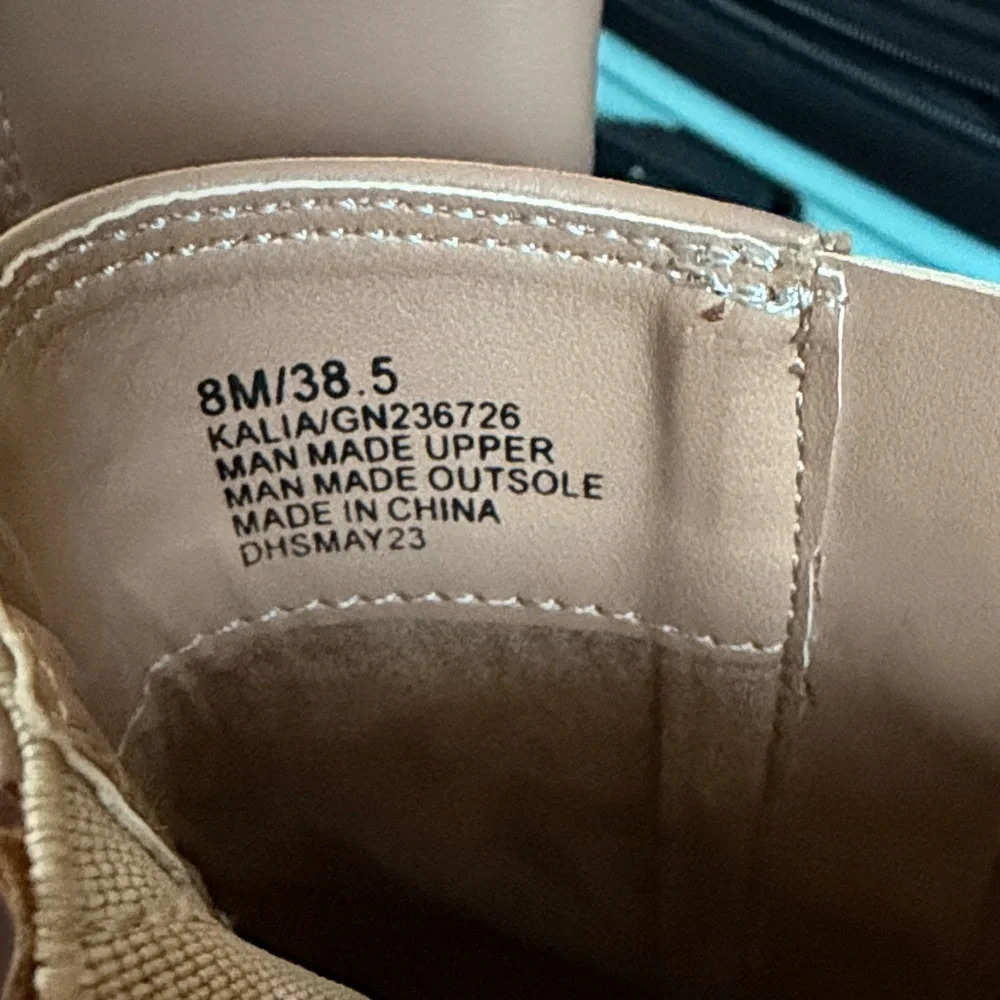 8M/38.5
KALIA/GN236726
MAN MADE UPPER
MAN MADE OUTSOLE
MADE IN CHINA
DHSMAY23